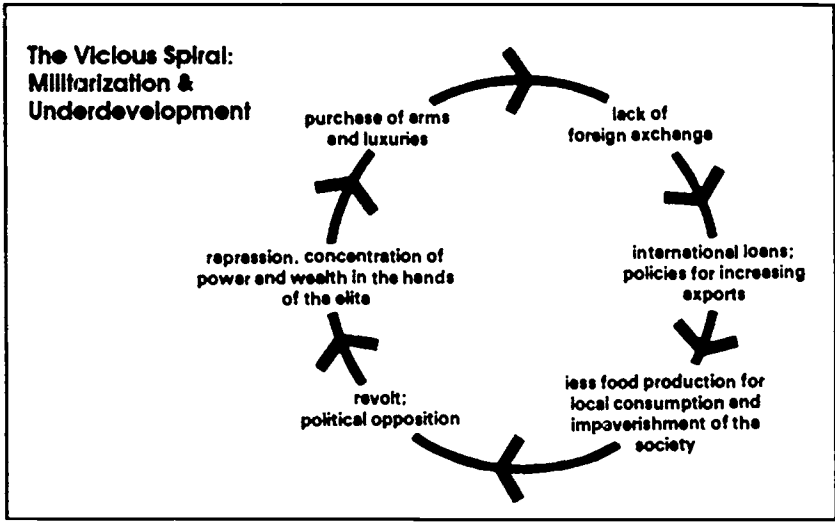 The Vicious Spiral:
Militarization &
Underdevelopment
purchase of arms
and luxuries
lack of
foreign exchange
international loans;
policies for increasing
exports
less food production for
local consumption and
impaverishment of the
society
revolt;
political opposition
repression, concentration of
power and wealth in the hands
of the elite